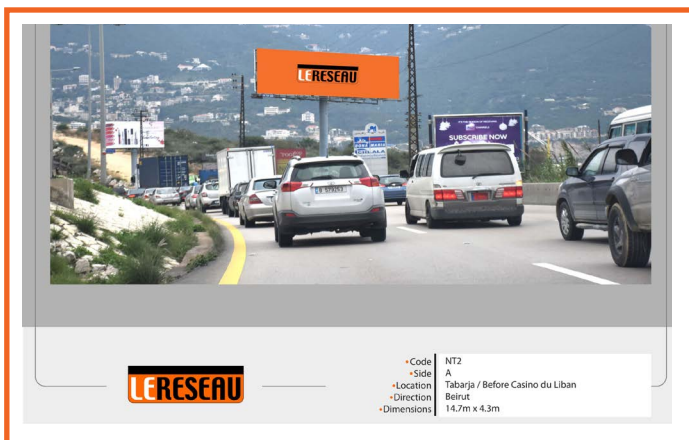 LERESEAU
SUBSCRIBE NOW
LERESEAU
•Code NT2
•Side A
•Location Tabarja / Before Casino du Liban
•Direction Beirut
•Dimensions 14.7m x 4.3m